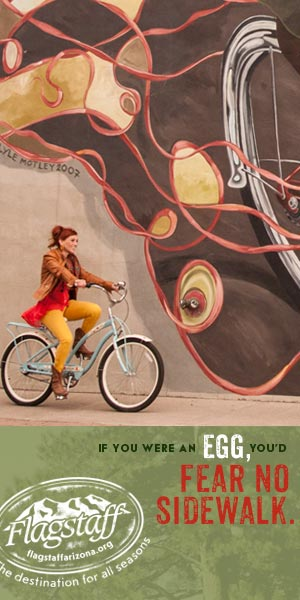 LYLE MOTLEY 2007
IF YOU WERE AN EGG, YOU'D
FEAR NO
SIDEWALK.
Flagstaff
flagstaffarizona.org
The destination for all seasons